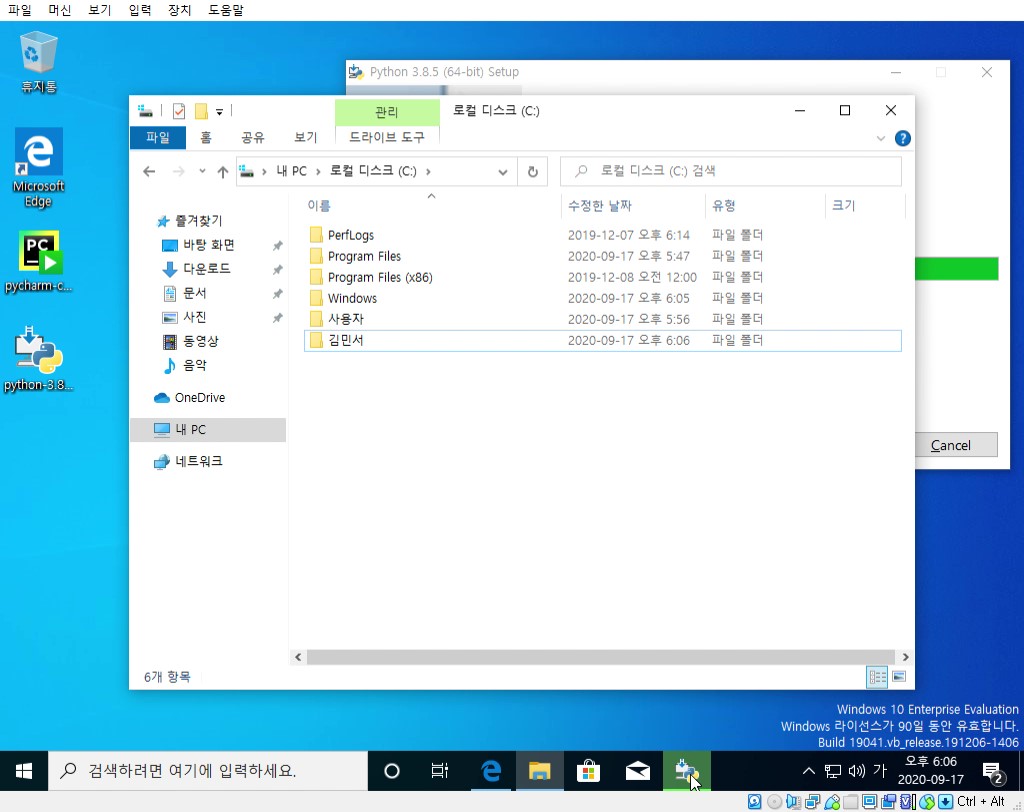 파일 머신 보기 입력 장치 도움말
휴지통
Microsoft
Edge
pycharm-c...
python-3.8...
Python 3.8.5 (64-bit) Setup
Cancel
관리
로컬 디스크 (C:)
파일 홈 공유 보기 드라이브 도구
내 PC 로컬 디스크 (C:)
로컬 디스크 (C:) 검색
이름 수정한 날짜 유형 크기
즐겨찾기
바탕 화면
다운로드
문서
사진
동영상
음악
OneDrive
내 PC
네트워크
PerfLogs 2019-12-07 오후 6:14 파일 폴더
Program Files 2020-09-17 오후 5:47 파일 폴더
Program Files (x86) 2019-12-08 오전 12:00 파일 폴더
Windows 2020-09-17 오후 6:05 파일 폴더
사용자 2020-09-17 오후 5:56 파일 폴더
김민서 2020-09-17 오후 6:06 파일 폴더
6개 항목
Windows 10 Enterprise Evaluation
Windows 라이선스가 90일 동안 유효합니다.
Build 19041.vb_release.191206-1406
검색하려면 여기에 입력하세요.
가
오후 6:06
2020-09-17
2
Ctrl + Alt